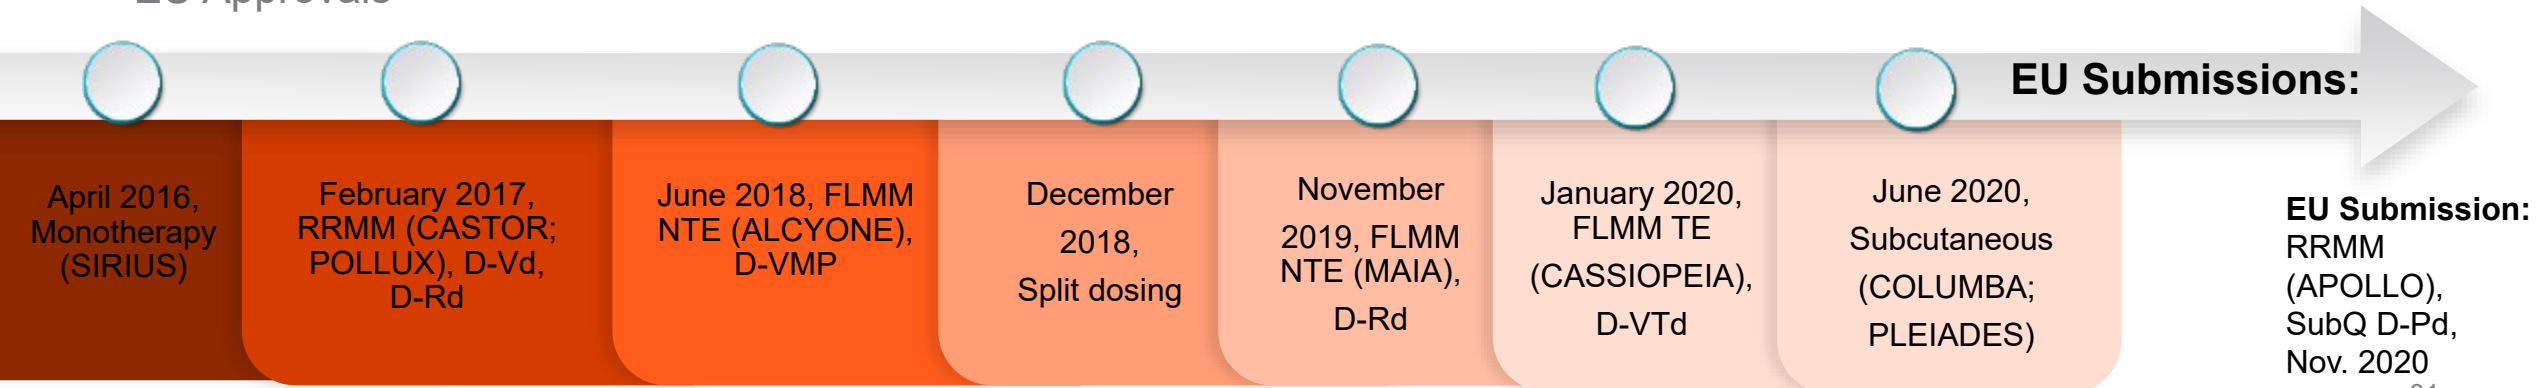 EU Approvals
EU Submissions:
April 2016,
Monotherapy
(SIRIUS)
February 2017,
RRMM (CASTOR;
POLLUX), D-Vd,
D-Rd
June 2018, FLMM
NTE (ALCYONE),
D-VMP
December
2018,
Split dosing
November
2019, FLMM
NTE (MAIA),
D-Rd
January 2020,
FLMM TE
(CASSIOPEIA),
D-VTd
June 2020,
Subcutaneous
(COLUMBA;
PLEIADES)
EU Submission:
RRMM
(APOLLO),
SubQ D-Pd,
Nov. 2020